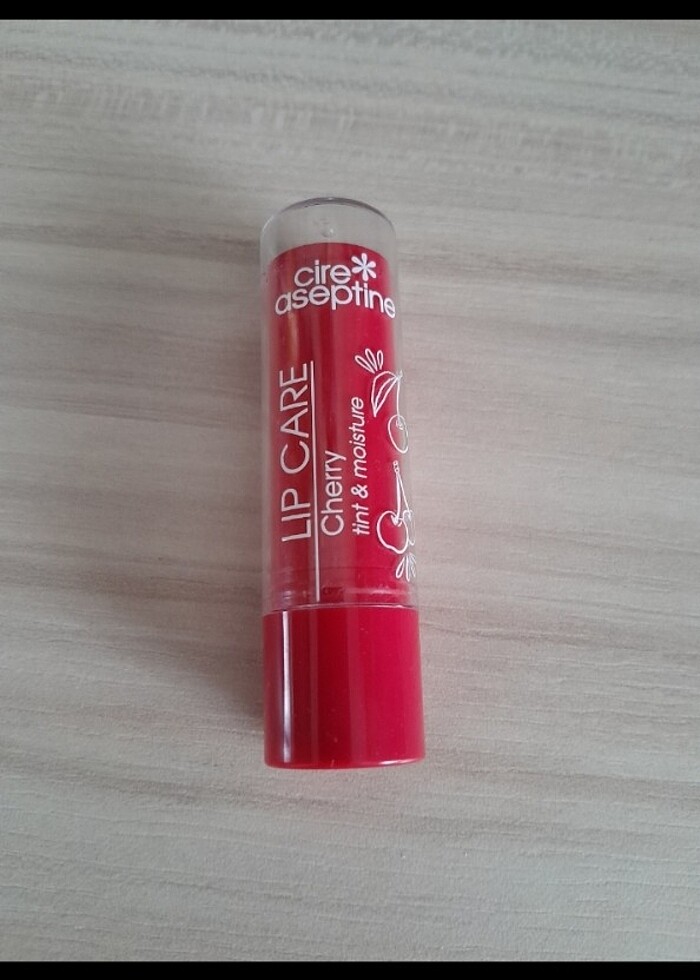 cire
aseptine
LIP CARE
Cherry
tint & moisture